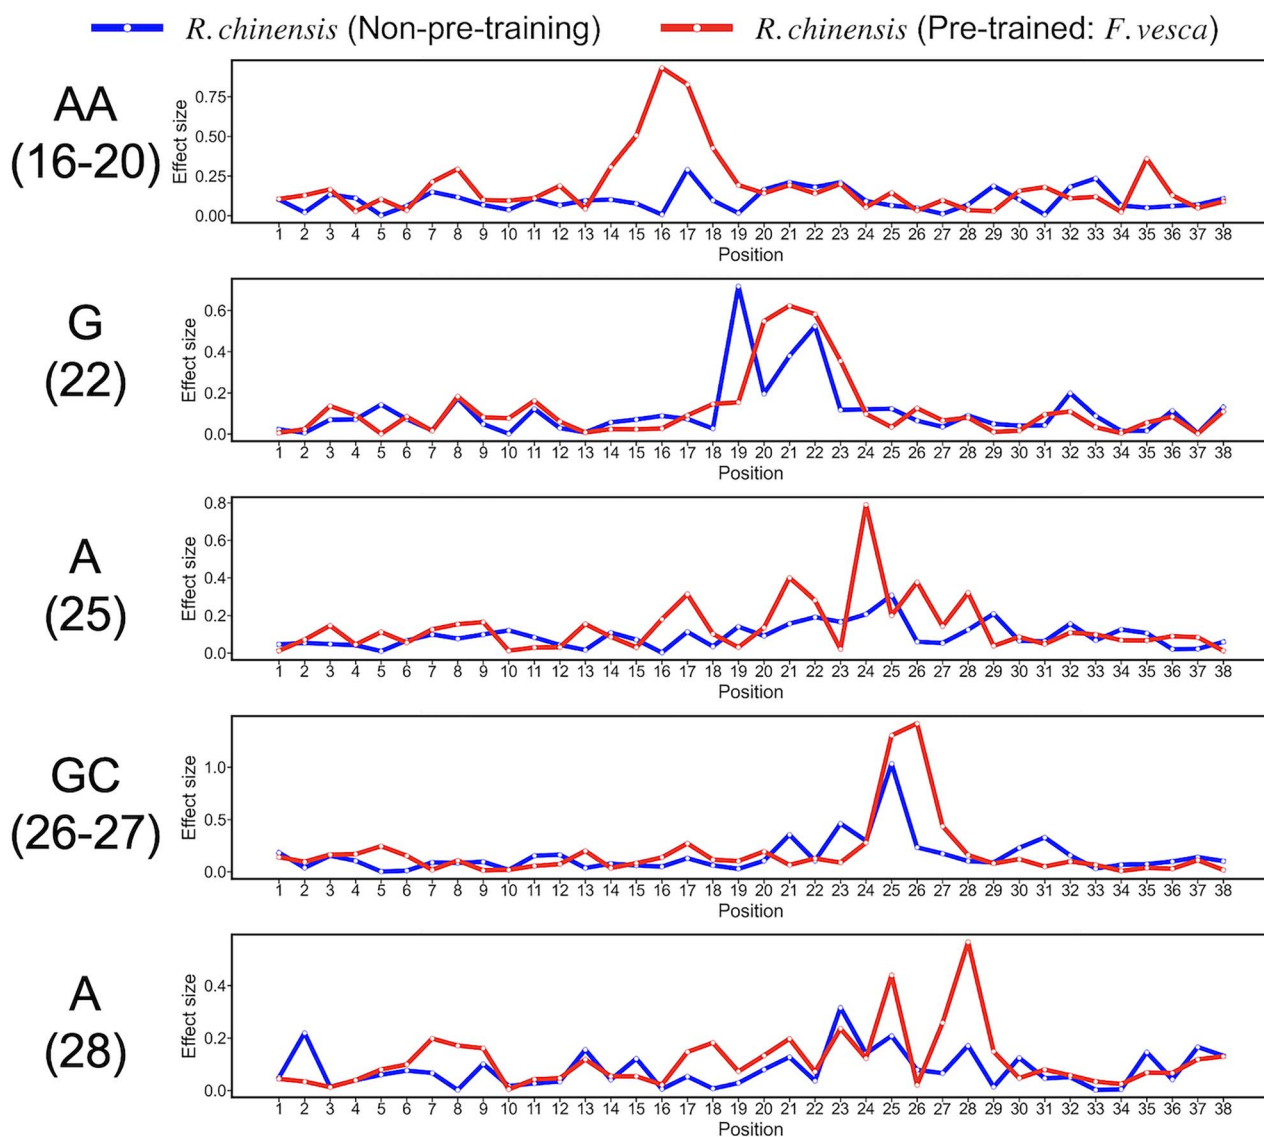 R. chinensis (Non-pre-training) R. chinensis (Pre-trained: F. vesca)
AA
(16-20)
Effect size
0.75
0.50
0.25
0.00
1 2 3 4 5 6 7 8 9 10 11 12 13 14 15 16 17 18 19 20 21 22 23 24 25 26 27 28 29 30 31 32 33 34 35 36 37 38
Position
G
(22)
Effect size
0.6
0.4
0.2
0.0
1 2 3 4 5 6 7 8 9 10 11 12 13 14 15 16 17 18 19 20 21 22 23 24 25 26 27 28 29 30 31 32 33 34 35 36 37 38
Position
A
(25)
Effect size
0.8
0.6
0.4
0.2
0.0
1 2 3 4 5 6 7 8 9 10 11 12 13 14 15 16 17 18 19 20 21 22 23 24 25 26 27 28 29 30 31 32 33 34 35 36 37 38
Position
GC
(26-27)
Effect size
1.0
0.5
0.0
1 2 3 4 5 6 7 8 9 10 11 12 13 14 15 16 17 18 19 20 21 22 23 24 25 26 27 28 29 30 31 32 33 34 35 36 37 38
Position
A
(28)
Effect size
0.4
0.2
0.0
1 2 3 4 5 6 7 8 9 10 11 12 13 14 15 16 17 18 19 20 21 22 23 24 25 26 27 28 29 30 31 32 33 34 35 36 37 38
Position